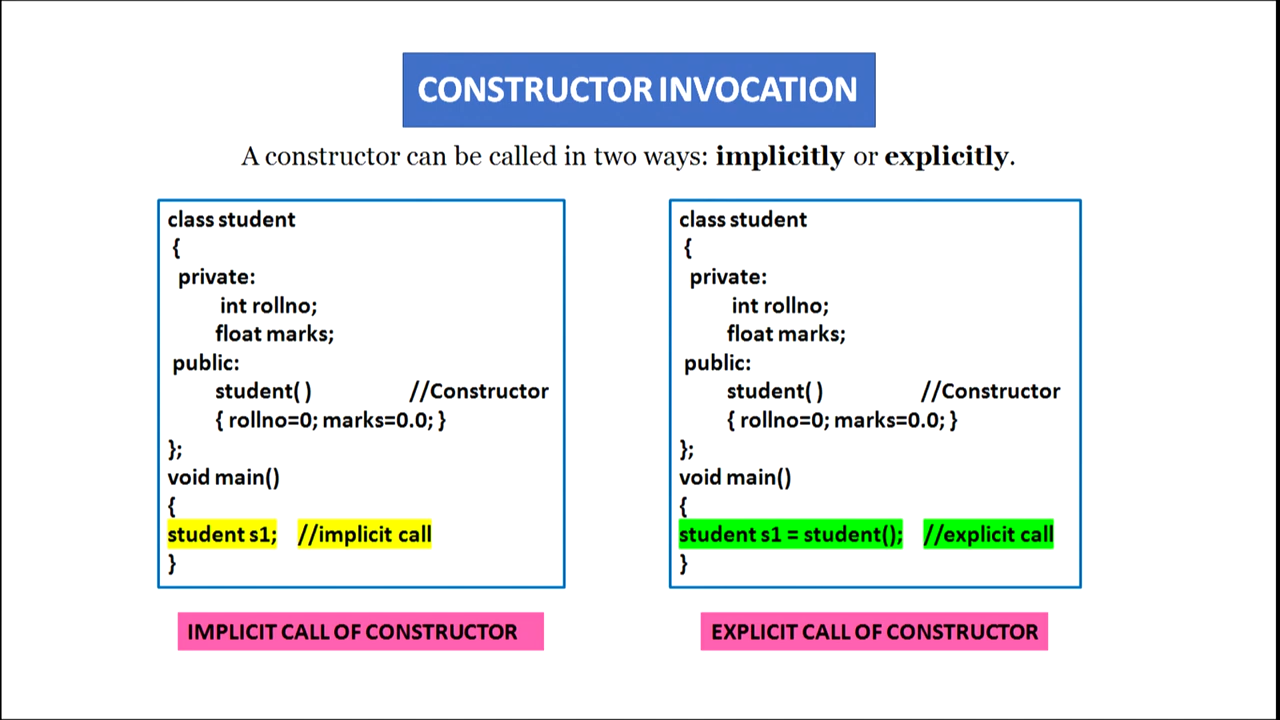 CONSTRUCTOR INVOCATION
A constructor can be called in two ways: implicitly or explicitly.
class student
{
private:
int rollno;
float marks;
public:
student( ) //Constructor
{ rollno=0; marks=0.0; }
};
void main()
{
student s1; //implicit call
}
IMPLICIT CALL OF CONSTRUCTOR
class student
{
private:
int rollno;
float marks;
public:
student( ) //Constructor
{ rollno=0; marks=0.0; }
};
void main()
{
student s1 = student(); //explicit call
}
EXPLICIT CALL OF CONSTRUCTOR